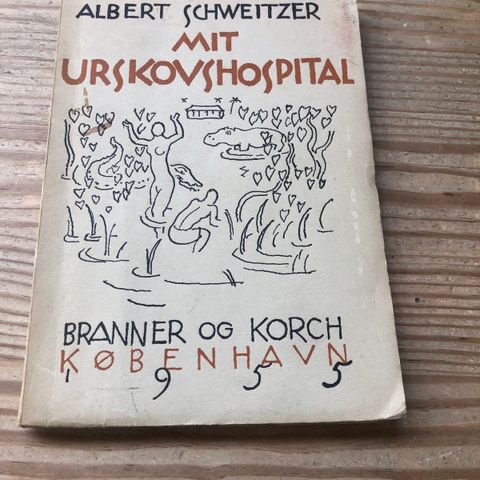 ALBERT SCHWEITZER
MIT
URSKOVSHOSPITAL
BRANNER OG KORCH
KØBENHAVN
1955